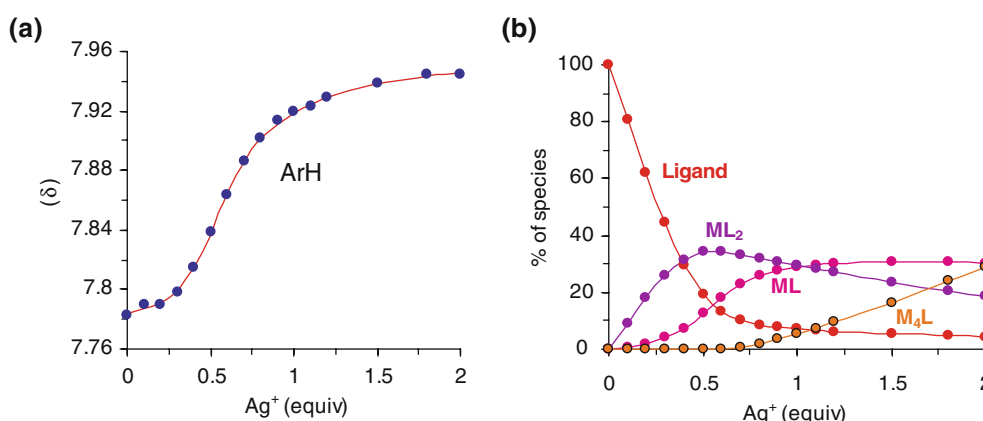 (a)
7.96
7.92
7.88
7.84
7.8
7.76
(δ)
ArH
0 0.5 1 1.5 2
Ag⁺ (equiv)
(b)
100
80
60
40
20
0
% of species
Ligand
ML₂
ML
M₄L
0 0.5 1 1.5 2
Ag⁺ (equiv)